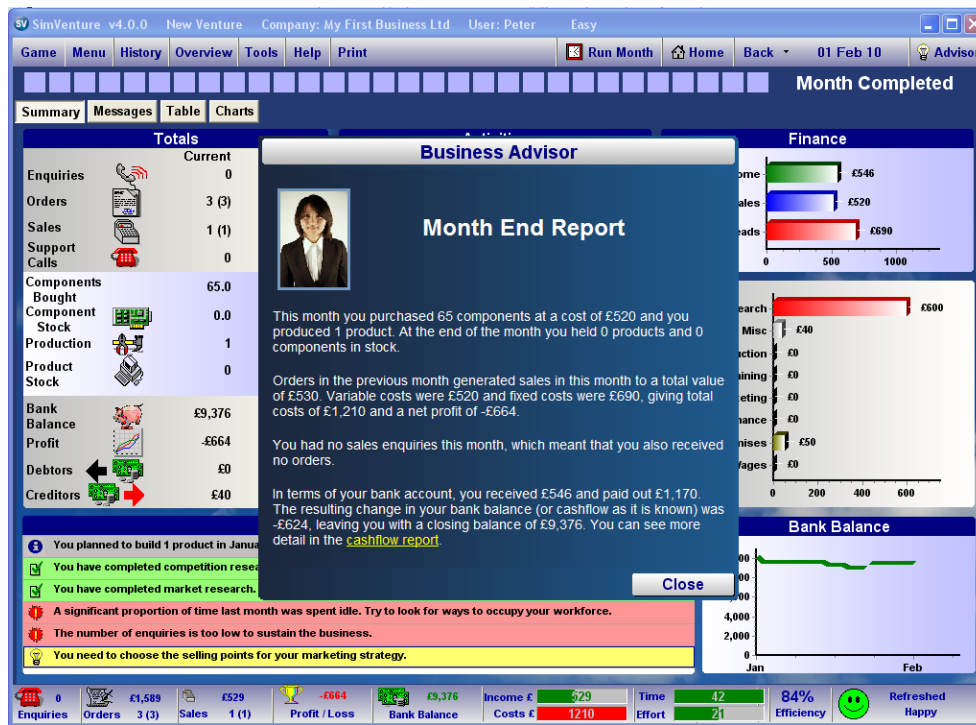 SimVenture v4.0.0 New Venture Company: My First Business Ltd User: Peter Easy
Game Menu History Overview Tools Help Print Run Month Home Back 01 Feb 10 Adviso
Month Completed
Summary Messages Table Charts
Totals
Current
Enquiries 0
Orders 3 (3)
Sales 1 (1)
Support
Calls 0
Components
Bought 65.0
Component
Stock 0.0
Production 1
Product
Stock 0
Bank
Balance £9,376
Profit -£664
Debtors £0
Creditors £40
Business Advisor
Month End Report
This month you purchased 65 components at a cost of £520 and you
produced 1 product. At the end of the month you held 0 products and 0
components in stock.
Orders in the previous month generated sales in this month to a total value
of £530. Variable costs were £520 and fixed costs were £690, giving total
costs of £1,210 and a net profit of -£664.
You had no sales enquiries this month, which meant that you also received
no orders.
In terms of your bank account, you received £546 and paid out £1,170.
The resulting change in your bank balance (or cashflow as it is known) was
-£624, leaving you with a closing balance of £9,376. You can see more
detail in the cashflow report.
Close
Finance
ome £546
ales £520
eads £690
0 500 1000
earch £600
Misc £40
ction £0
ining £0
eting £0
nance £0
mises £50
ages £0
0 200 400 600
Bank Balance
4,000
2,000
0
Jan Feb
You planned to build 1 product in Janua
You have completed competition resea
You have completed market research.
A significant proportion of time last month was spent idle. Try to look for ways to occupy your workforce.
The number of enquiries is too low to sustain the business.
You need to choose the selling points for your marketing strategy.
0 £1,589 £529 -£664 £9,376 Income £ 529 Time 42 84% Refreshed
Enquiries Orders 3 (3) Sales 1 (1) Profit / Loss Bank Balance Costs £ 1210 Effort 21 Efficiency Happy